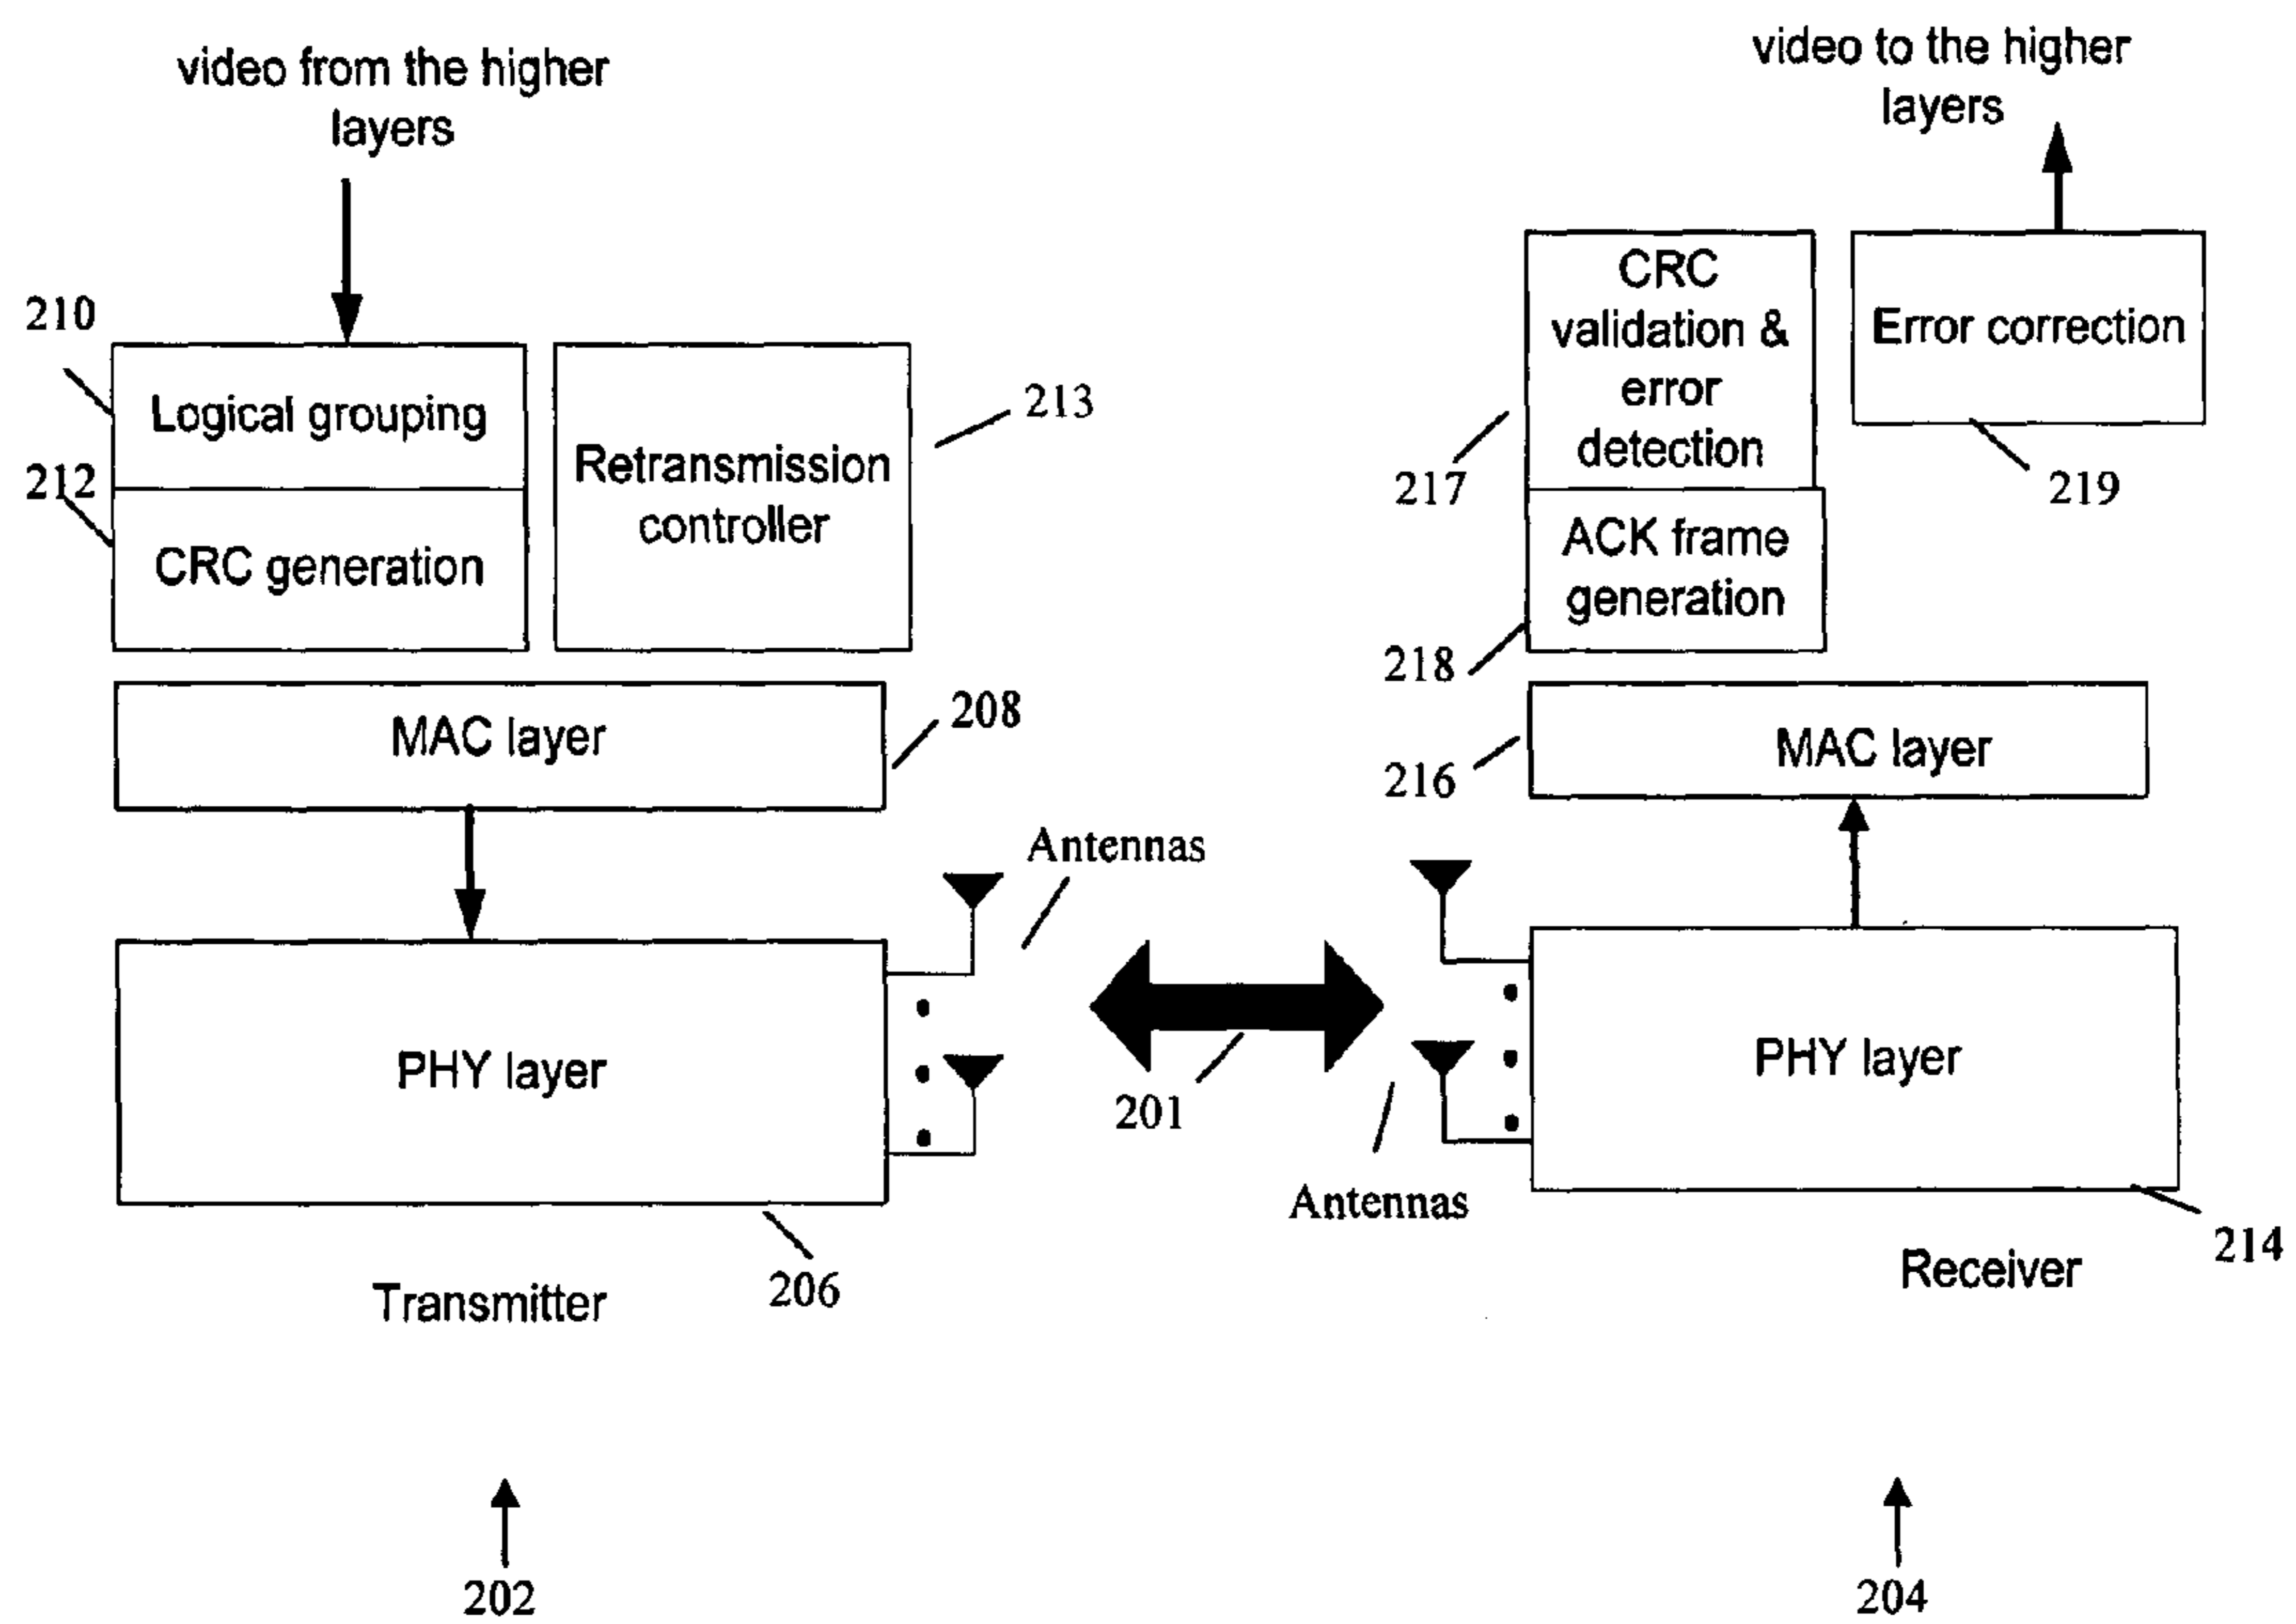 video from the higher
layers
video to the higher
layers
210
Logical grouping
212
CRC generation
Retransmission
controller
213
CRC
validation &
error
detection
217
Error correction
219
ACK frame
generation
218
MAC layer
208
MAC layer
216
Antennas
PHY layer
206
201
Antennas
PHY layer
214
Transmitter
Receiver
202
204